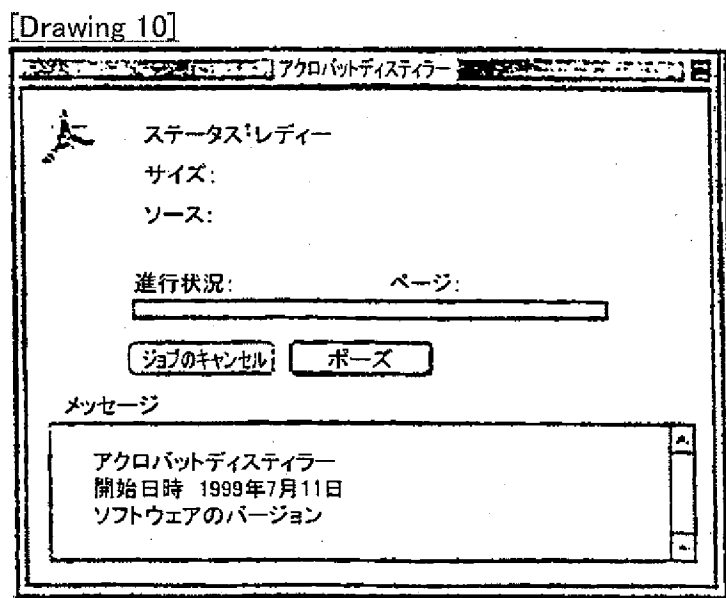 [Drawing 10]
アクロバットディスティラー
ステータス:レディー
サイズ:
ソース:
進行状況: ページ:
ジョブのキャンセル ポーズ
メッセージ
アクロバットディスティラー
開始日時 1999年7月11日
ソフトウェアのバージョン